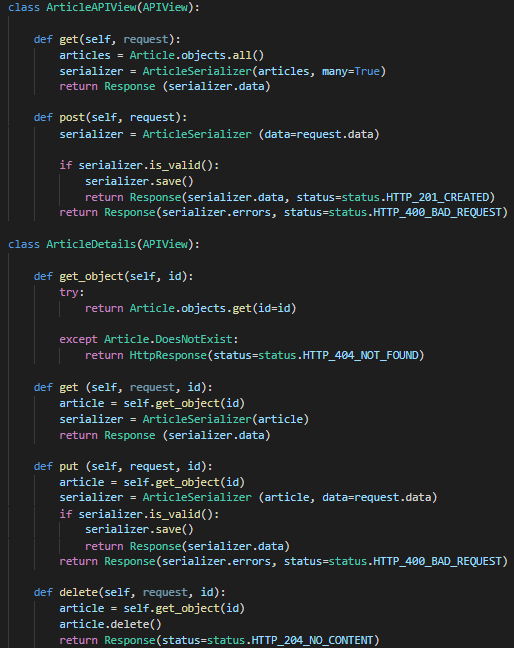 class ArticleAPIView(APIView):
def get(self, request):
articles = Article.objects.all()
serializer = ArticleSerializer(articles, many=True)
return Response (serializer.data)
def post(self, request):
serializer = ArticleSerializer (data=request.data)
if serializer.is_valid():
serializer.save()
return Response(serializer.data, status=status.HTTP_201_CREATED)
return Response(serializer.errors, status=status.HTTP_400_BAD_REQUEST)
class ArticleDetails(APIView):
def get_object(self, id):
try:
return Article.objects.get(id=id)
except Article.DoesNotExist:
return HttpResponse(status=status.HTTP_404_NOT_FOUND)
def get (self, request, id):
article = self.get_object(id)
serializer = ArticleSerializer(article)
return Response (serializer.data)
def put (self, request, id):
article = self.get_object(id)
serializer = ArticleSerializer (article, data=request.data)
if serializer.is_valid():
serializer.save()
return Response(serializer.data)
return Response(serializer.errors, status=status.HTTP_400_BAD_REQUEST)
def delete(self, request, id):
article = self.get_object(id)
article.delete()
return Response(status=status.HTTP_204_NO_CONTENT)